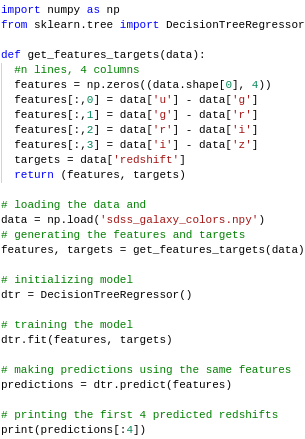 import numpy as np
from sklearn.tree import DecisionTreeRegressor
def get_features_targets(data):
#n lines, 4 columns
features = np.zeros((data.shape[0], 4))
features[:,0] = data['u'] - data['g']
features[:,1] = data['g'] - data['r']
features[:,2] = data['r'] - data['i']
features[:,3] = data['i'] - data['z']
targets = data['redshift']
return (features, targets)
# loading the data and
data = np.load('sdss_galaxy_colors.npy')
# generating the features and targets
features, targets = get_features_targets(data)
# initializing model
dtr = DecisionTreeRegressor()
# training the model
dtr.fit(features, targets)
# making predictions using the same features
predictions = dtr.predict(features)
# printing the first 4 predicted redshifts
print(predictions[:4])